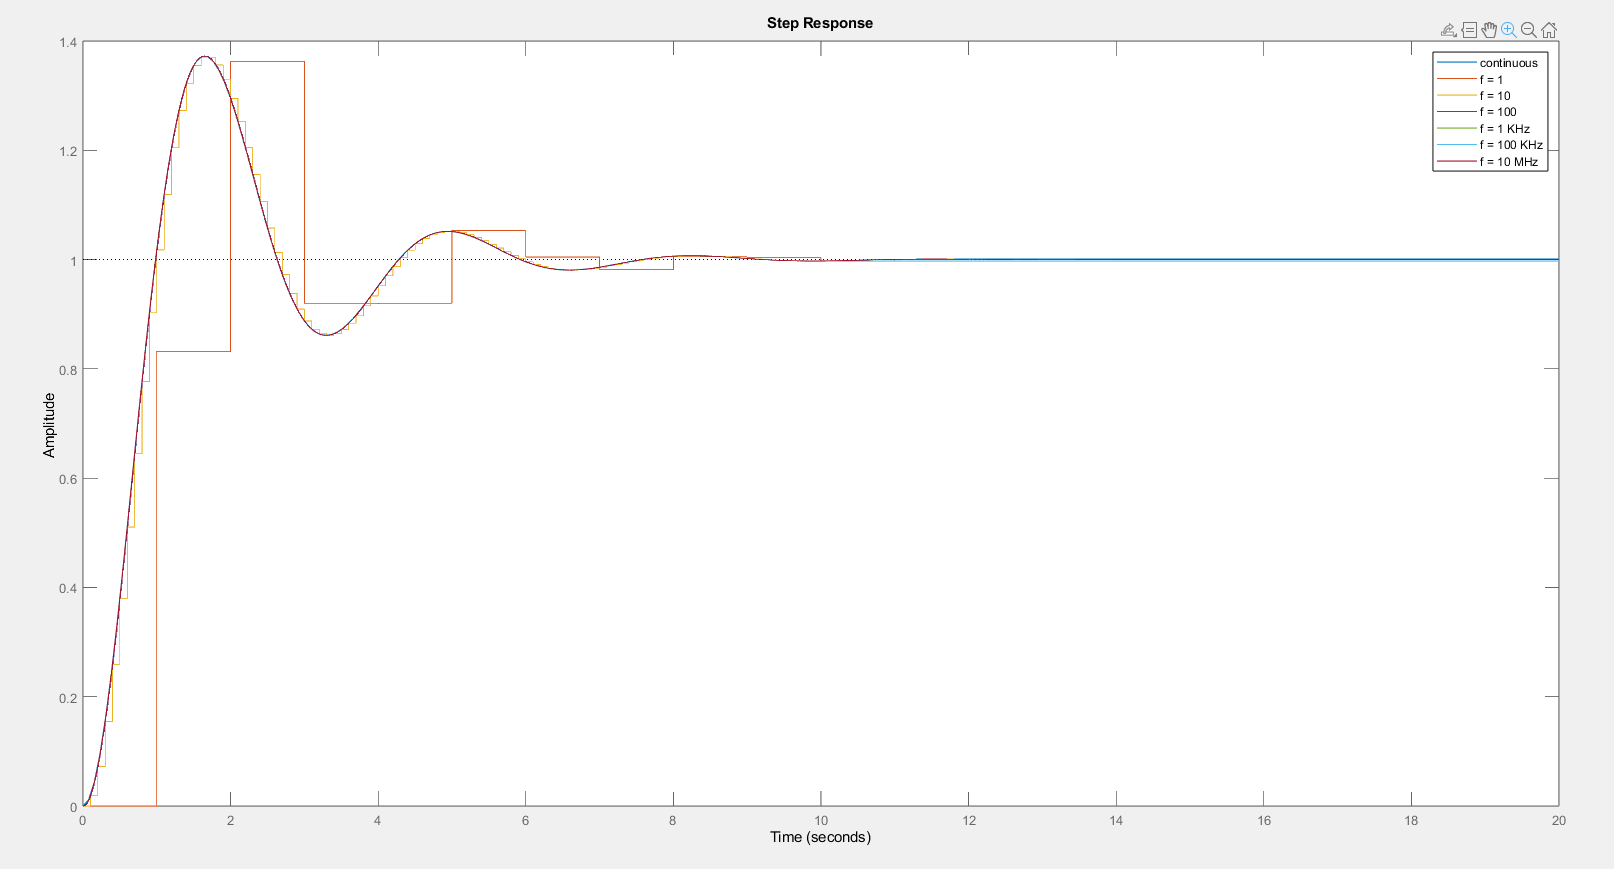 Step Response
1.4
1.2
1
0.8
0.6
0.4
0.2
0
Amplitude
continuous
f = 1
f = 10
f = 100
f = 1 KHz
f = 100 KHz
f = 10 MHz
0 2 4 6 8 10 12 14 16 18 20
Time (seconds)